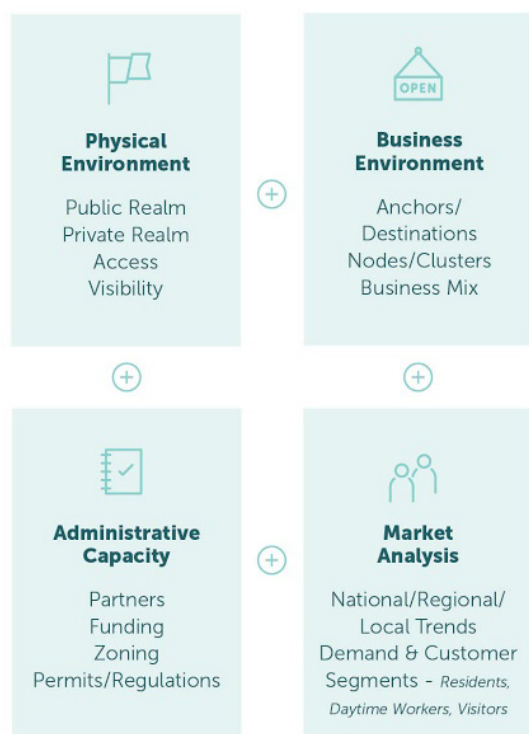 Physical
Environment
Public Realm
Private Realm
Access
Visibility
OPEN
Business
Environment
Anchors/
Destinations
Nodes/Clusters
Business Mix
Administrative
Capacity
Partners
Funding
Zoning
Permits/Regulations
Market
Analysis
National/Regional/
Local Trends
Demand & Customer
Segments - Residents,
Daytime Workers, Visitors